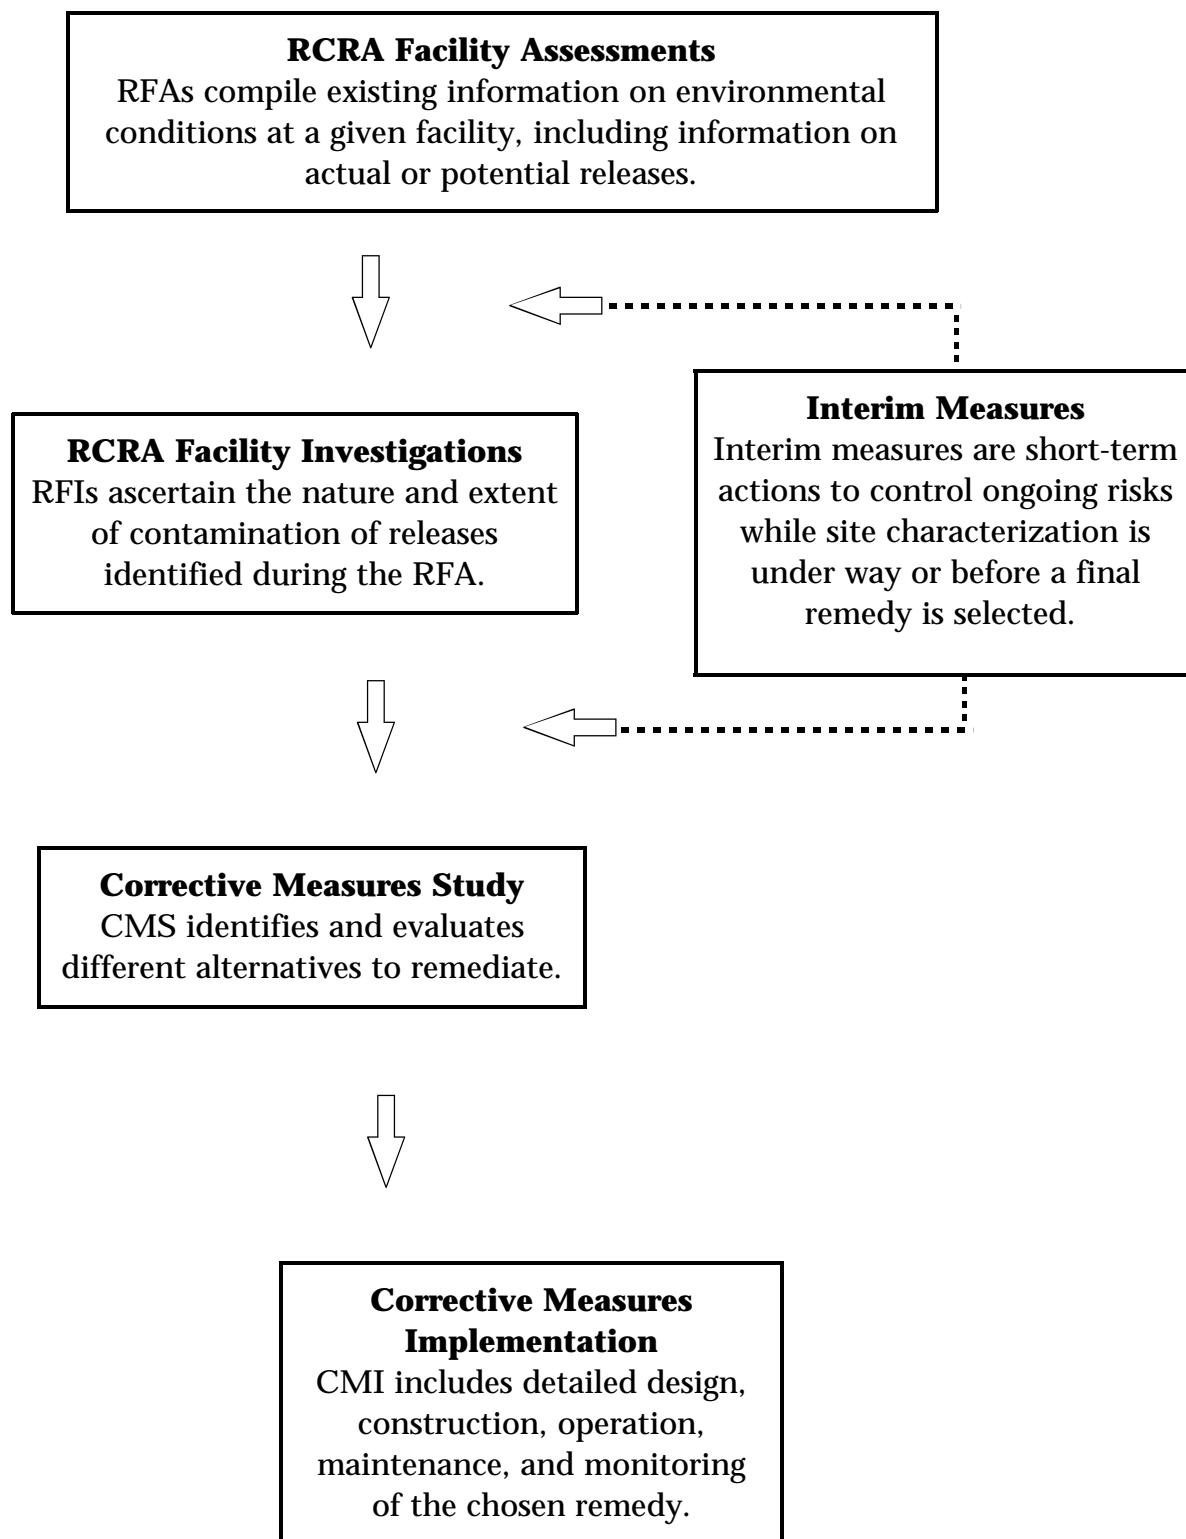 RCRA Facility Assessments
RFAs compile existing information on environmental
conditions at a given facility, including information on
actual or potential releases.
RCRA Facility Investigations
RFIs ascertain the nature and extent
of contamination of releases
identified during the RFA.
Interim Measures
Interim measures are short-term
actions to control ongoing risks
while site characterization is
under way or before a final
remedy is selected.
Corrective Measures Study
CMS identifies and evaluates
different alternatives to remediate.
Corrective Measures
Implementation
CMI includes detailed design,
construction, operation,
maintenance, and monitoring
of the chosen remedy.